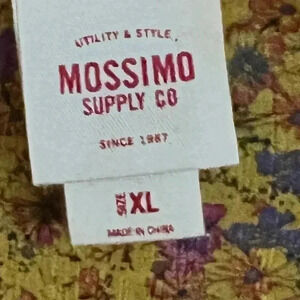 UTILITY & STYLE
MOSSIMO
SUPPLY CO
SINCE 1987
SIZE XL
MADE IN CHINA